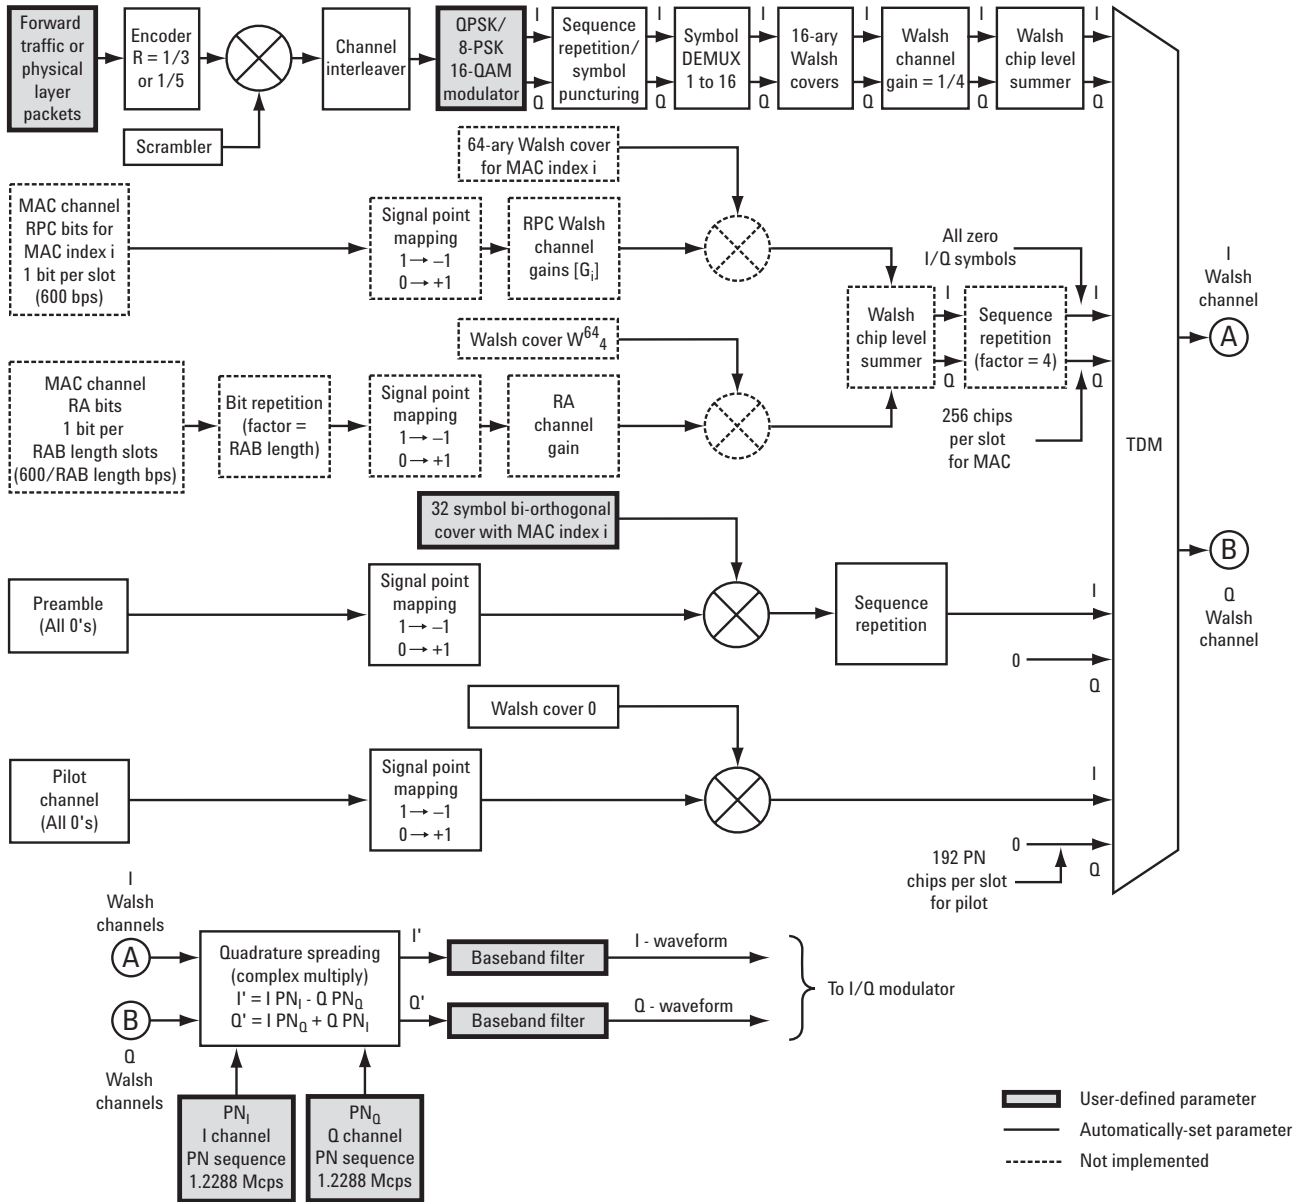 Forward
traffic or
physical
layer
packets
Encoder
R = 1/3
or 1/5
Scrambler
Channel
interleaver
QPSK/
8-PSK
16-QAM
modulator
I
Q
Sequence
repetition/
symbol
puncturing
I
Q
Symbol
DEMUX
1 to 16
I
Q
16-ary
Walsh
covers
I
Q
Walsh
channel
gain = 1/4
I
Q
Walsh
chip level
summer
I
Q
64-ary Walsh cover
for MAC index i
MAC channel
RPC bits for
MAC index i
1 bit per slot
(600 bps)
Signal point
mapping
1→ –1
0→ +1
RPC Walsh
channel
gains [Gi]
Walsh cover W^64_4
MAC channel
RA bits
1 bit per
RAB length slots
(600/RAB length bps)
Bit repetition
(factor =
RAB length)
Signal point
mapping
1→ –1
0→ +1
RA
channel
gain
Walsh
chip level
summer
I
Q
Sequence
repetition
(factor = 4)
All zero
I/Q symbols
I
Q
256 chips
per slot
for MAC
TDM
I
Walsh
channel
A
B
Q
Walsh
channel
32 symbol bi-orthogonal
cover with MAC index i
Preamble
(All 0's)
Signal point
mapping
1→ –1
0→ +1
Sequence
repetition
I
0
Q
Walsh cover 0
Pilot
channel
(All 0's)
Signal point
mapping
1→ –1
0→ +1
I
0
Q
192 PN
chips per slot
for pilot
I
Walsh
channels
A
B
Q
Walsh
channels
Quadrature spreading
(complex multiply)
I' = I PNI - Q PNQ
Q' = I PNQ + Q PNI
I'
Q'
Baseband filter
Baseband filter
I - waveform
Q - waveform
To I/Q modulator
PNI
I channel
PN sequence
1.2288 Mcps
PNQ
Q channel
PN sequence
1.2288 Mcps
User-defined parameter
Automatically-set parameter
Not implemented